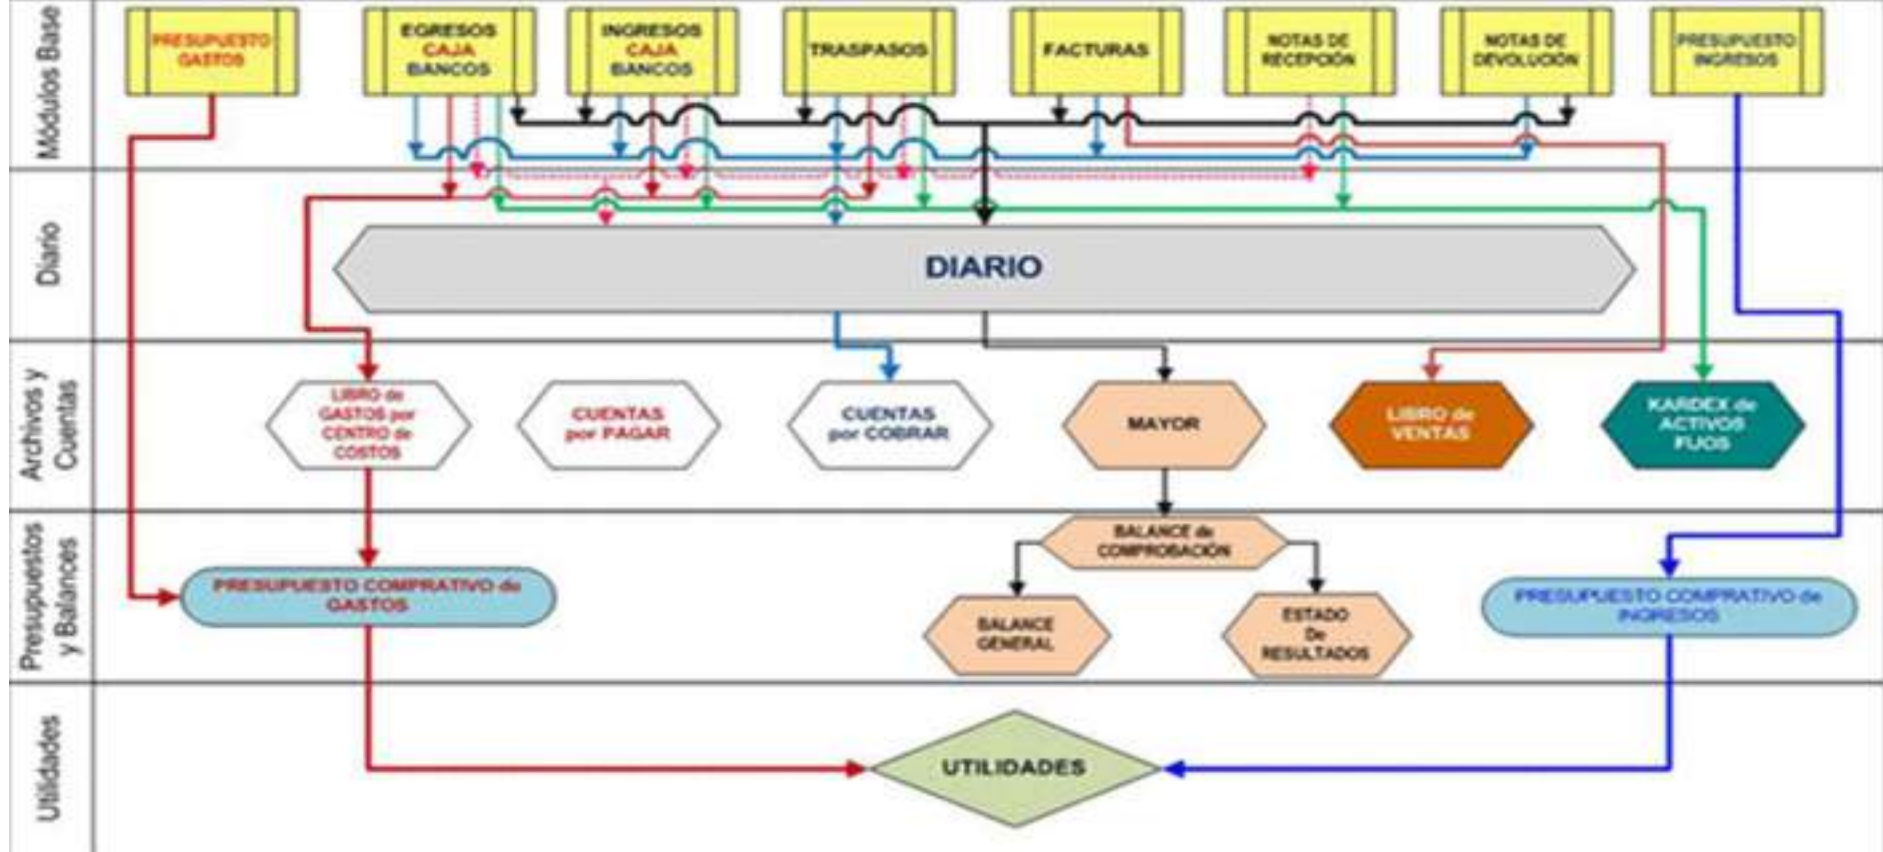 Módulos Base
PRESUPUESTO
GASTOS
EGRESOS
CAJA
BANCOS
INGRESOS
CAJA
BANCOS
TRASPASOS
FACTURAS
NOTAS DE
RECEPCIÓN
NOTAS DE
DEVOLUCIÓN
PRESUPUESTO
INGRESOS
Diario
DIARIO
Archivos y
Cuentas
LIBRO de
GASTOS por
CENTRO de
COSTOS
CUENTAS
por PAGAR
CUENTAS
por COBRAR
MAYOR
LIBRO de
VENTAS
KARDEX de
ACTIVOS
FIJOS
Presupuestos
y Balances
PRESUPUESTO COMPRATIVO de
GASTOS
BALANCE de
COMPROBACIÓN
BALANCE
GENERAL
ESTADO
De
RESULTADOS
PRESUPUESTO COMPRATIVO de
INGRESOS
Utilidades
UTILIDADES